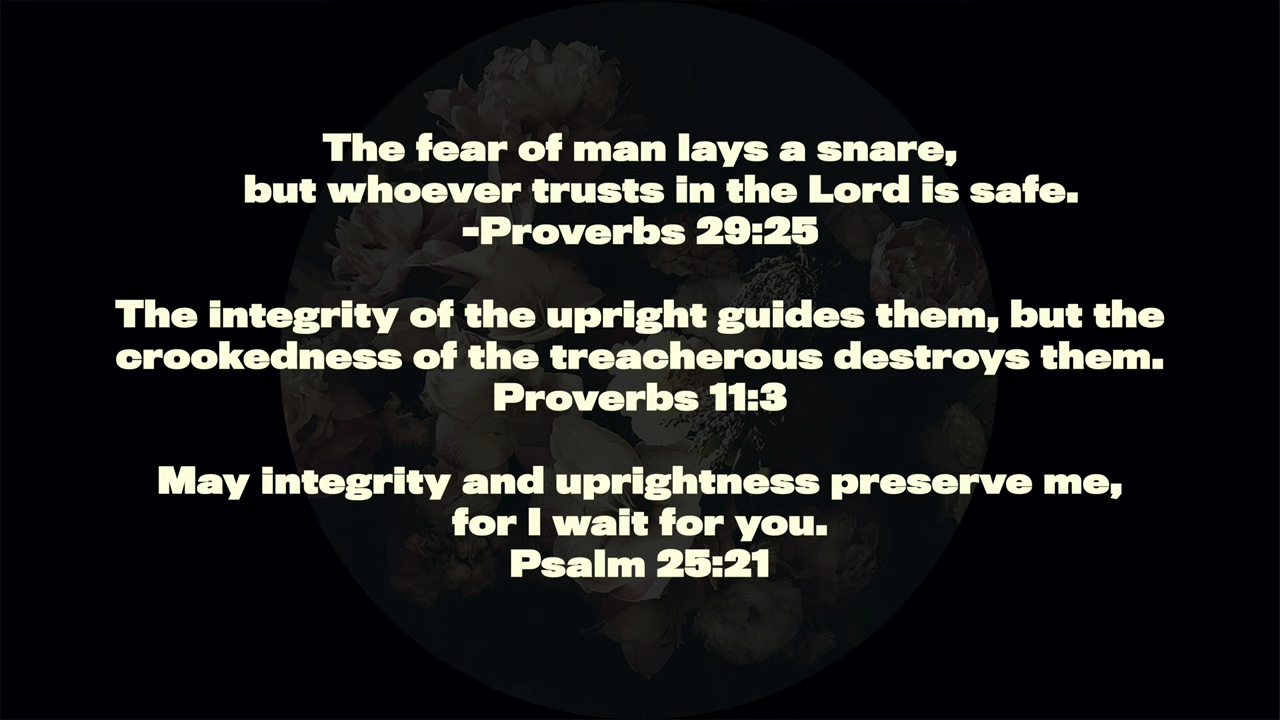 The fear of man lays a snare,
but whoever trusts in the Lord is safe.
-Proverbs 29:25
The integrity of the upright guides them, but the
crookedness of the treacherous destroys them.
Proverbs 11:3
May integrity and uprightness preserve me,
for I wait for you.
Psalm 25:21